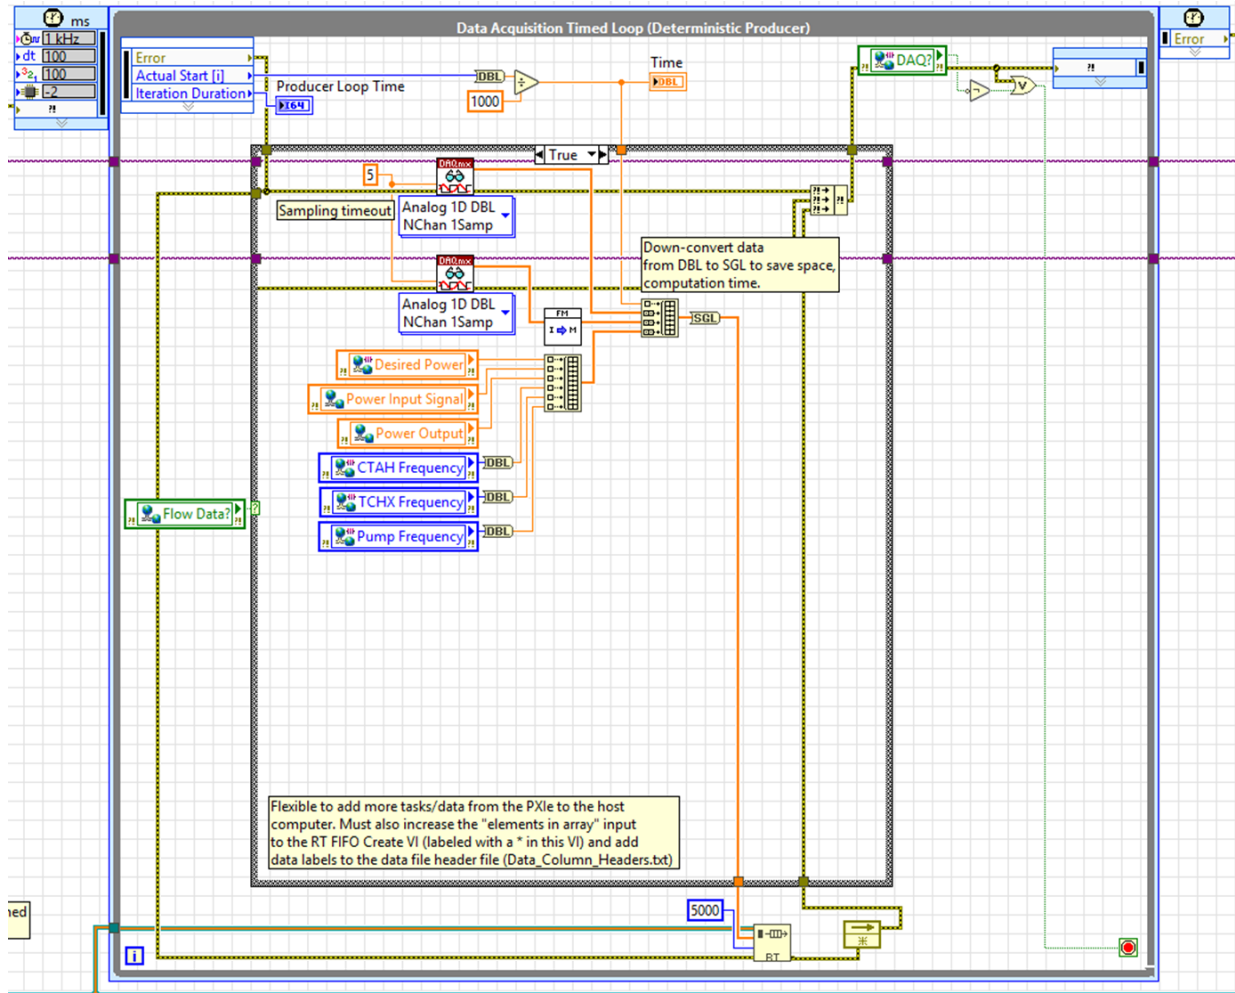 ms
Data Acquisition Timed Loop (Deterministic Producer)
1 kHz
dt 100
100
-2
?!
Error
Actual Start [i]
Iteration Duration
Producer Loop Time
I64
DBL
1000
Time
DBL
DAQ?
?!
Error
True
5
DAQmx
Sampling timeout
Analog 1D DBL
NChan 1Samp
DAQmx
Analog 1D DBL
NChan 1Samp
Down-convert data
from DBL to SGL to save space,
computation time.
FM
I M
SGL
Desired Power
Power Input Signal
Power Output
CTAH Frequency
DBL
TCHX Frequency
DBL
Flow Data?
?
Pump Frequency
DBL
Flexible to add more tasks/data from the PXIe to the host
computer. Must also increase the "elements in array" input
to the RT FIFO Create VI (labeled with a * in this VI) and add
data labels to the data file header file (Data_Column_Headers.txt)
ned
5000
RT
i